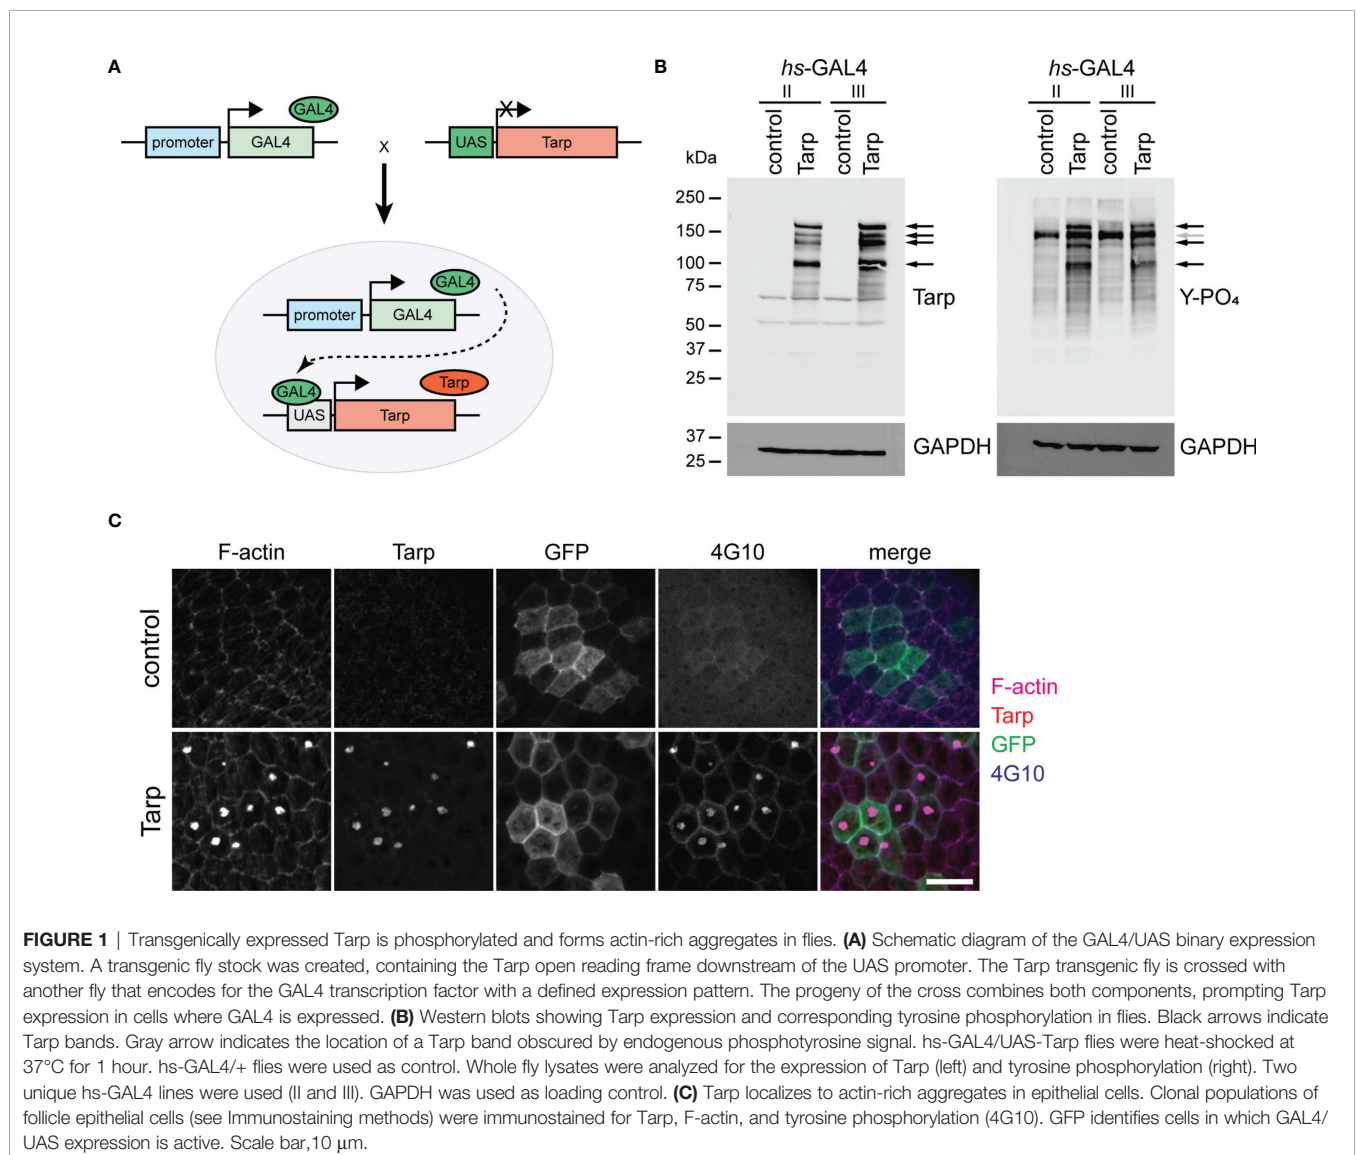 A
promoter
GAL4
GAL4
x
UAS
X
Tarp
promoter
GAL4
GAL4
GAL4
UAS
Tarp
Tarp
B
hs-GAL4
II III
control Tarp control Tarp
kDa
250
150
100
75
50
37
25
Tarp
37
25
GAPDH
hs-GAL4
II III
control Tarp control Tarp
Y-PO₄
GAPDH
C
F-actin Tarp GFP 4G10 merge
control
Tarp
F-actin
Tarp
GFP
4G10
FIGURE 1 | Transgenically expressed Tarp is phosphorylated and forms actin-rich aggregates in flies. (A) Schematic diagram of the GAL4/UAS binary expression
system. A transgenic fly stock was created, containing the Tarp open reading frame downstream of the UAS promoter. The Tarp transgenic fly is crossed with
another fly that encodes for the GAL4 transcription factor with a defined expression pattern. The progeny of the cross combines both components, prompting Tarp
expression in cells where GAL4 is expressed. (B) Western blots showing Tarp expression and corresponding tyrosine phosphorylation in flies. Black arrows indicate
Tarp bands. Gray arrow indicates the location of a Tarp band obscured by endogenous phosphotyrosine signal. hs-GAL4/UAS-Tarp flies were heat-shocked at
37°C for 1 hour. hs-GAL4/+ flies were used as control. Whole fly lysates were analyzed for the expression of Tarp (left) and tyrosine phosphorylation (right). Two
unique hs-GAL4 lines were used (II and III). GAPDH was used as loading control. (C) Tarp localizes to actin-rich aggregates in epithelial cells. Clonal populations of
follicle epithelial cells (see Immunostaining methods) were immunostained for Tarp, F-actin, and tyrosine phosphorylation (4G10). GFP identifies cells in which GAL4/
UAS expression is active. Scale bar,10 μm.